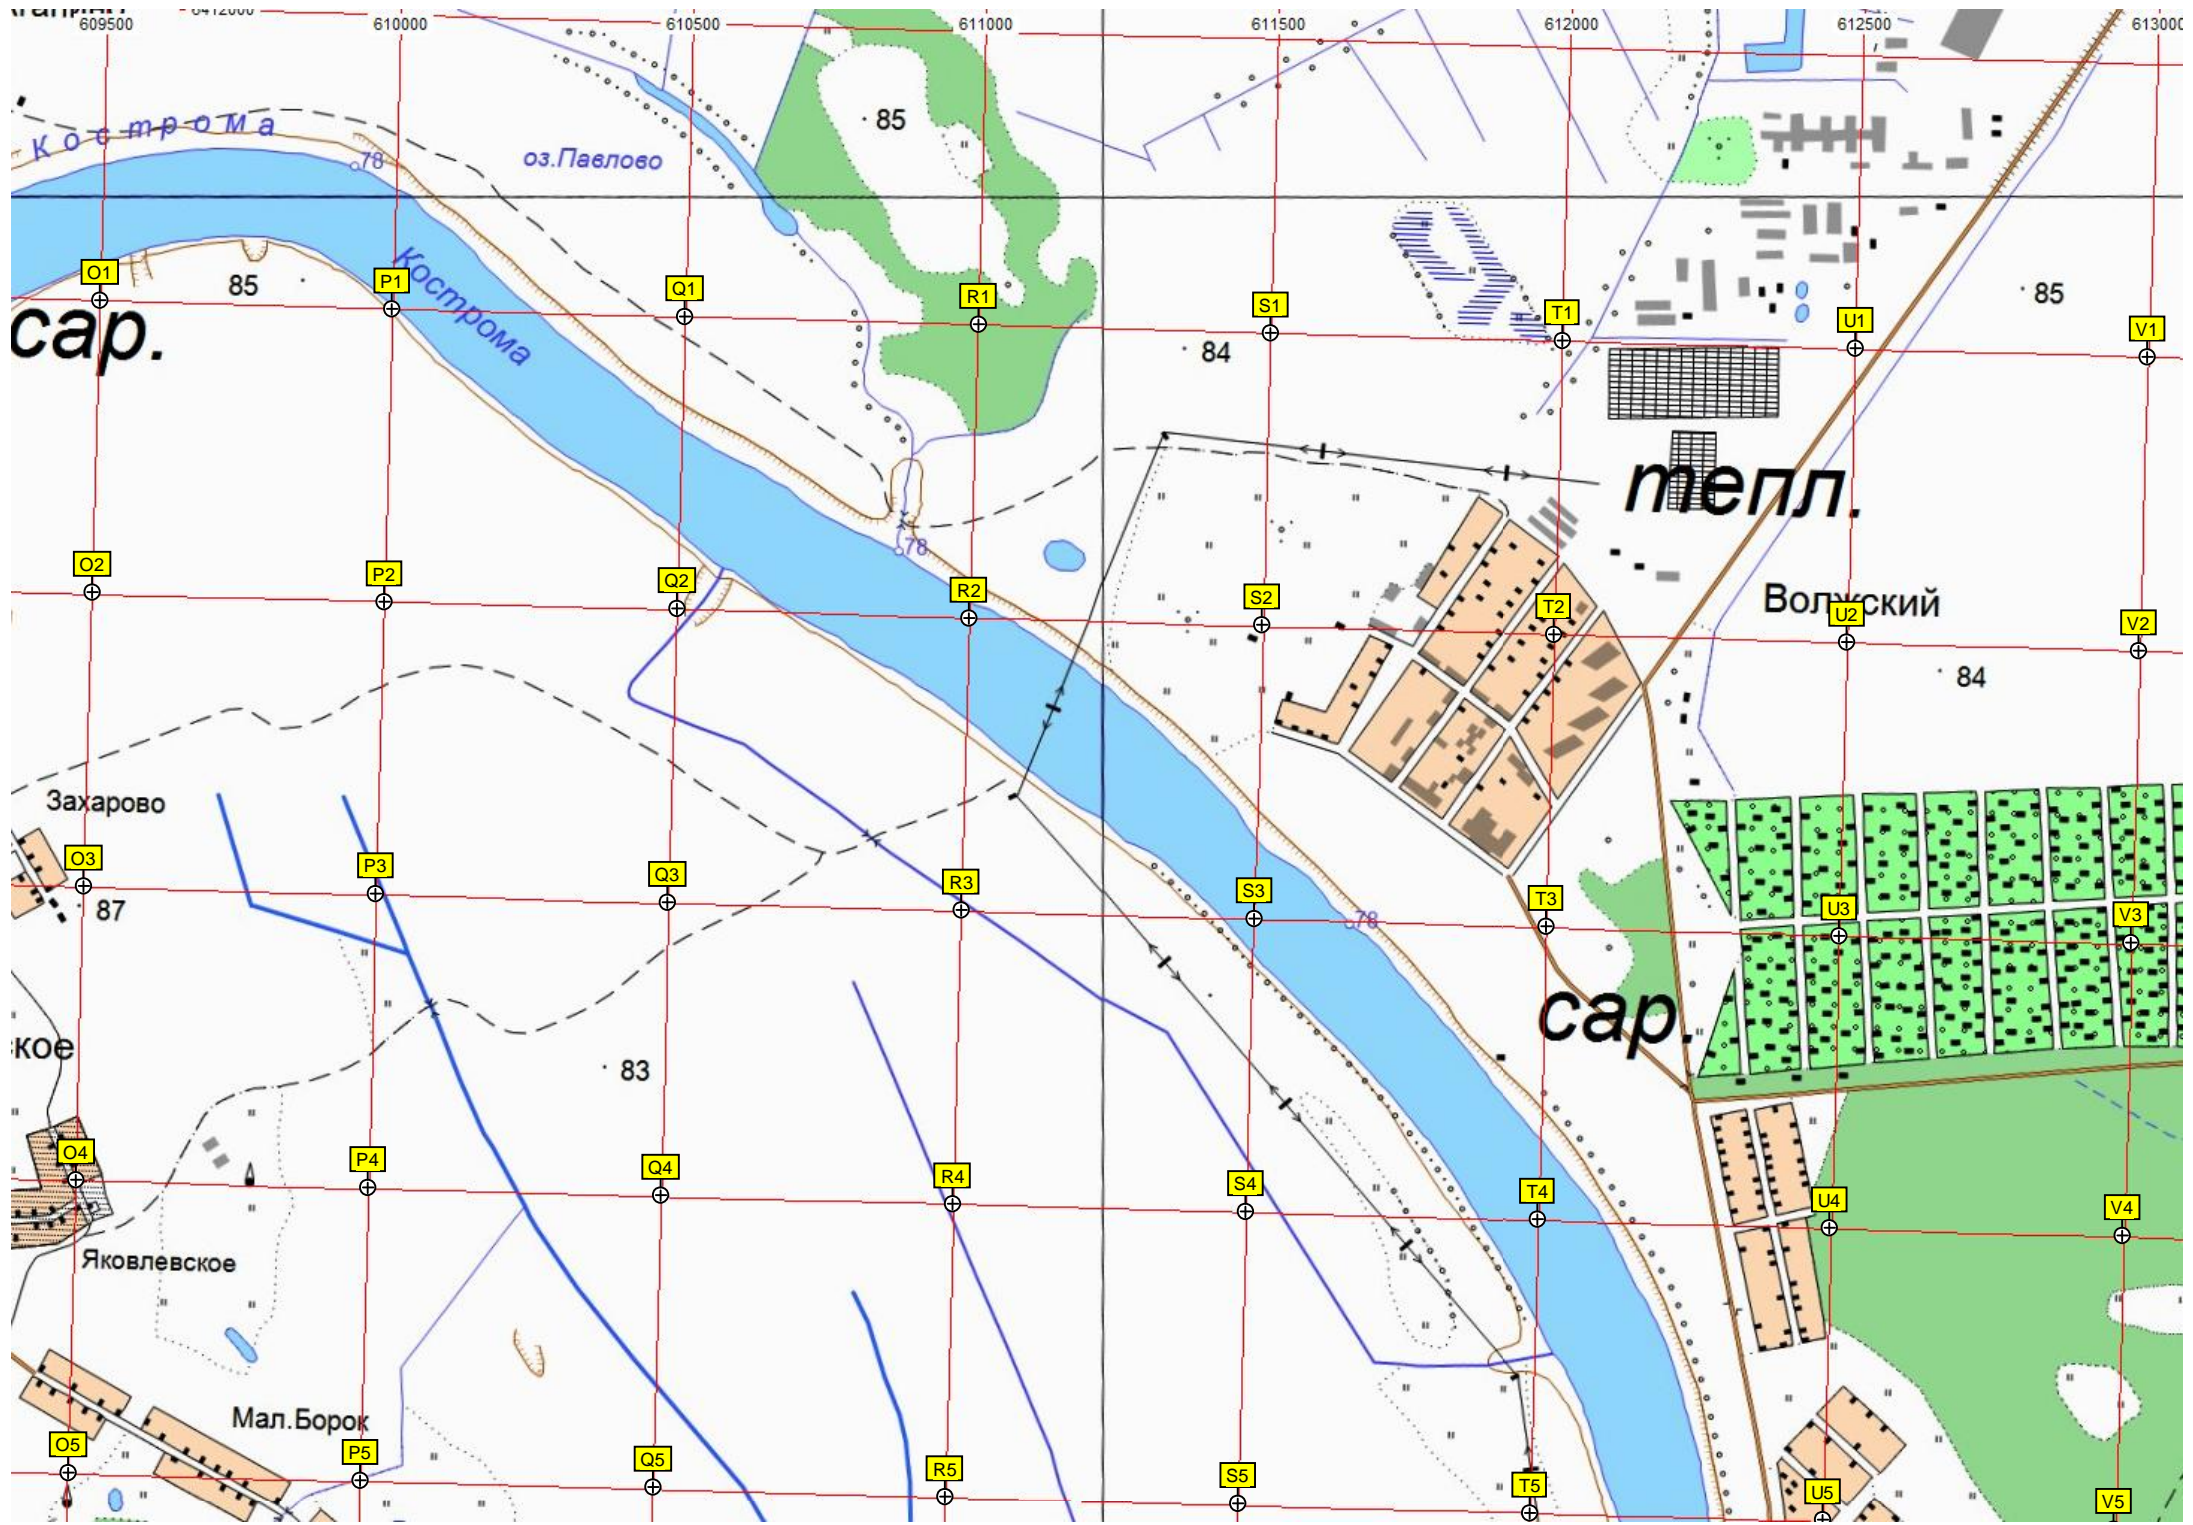 609500 610000 610500 611000 611500 612000 612500 613000
6412000
Кострома
78
оз.Павлово
85
Кострома
85
сар.
O1 P1 Q1 R1 S1 T1 U1 V1
85
84
тепл.
78
O2 P2 Q2 R2 S2 T2 U2 V2
Волжский
84
Захарово
O3 P3 Q3 R3 S3 T3 U3 V3
87
78
сар.
кое
83
O4 P4 Q4 R4 S4 T4 U4 V4
Яковлевское
Мал.Борок
O5 P5 Q5 R5 S5 T5 U5 V5